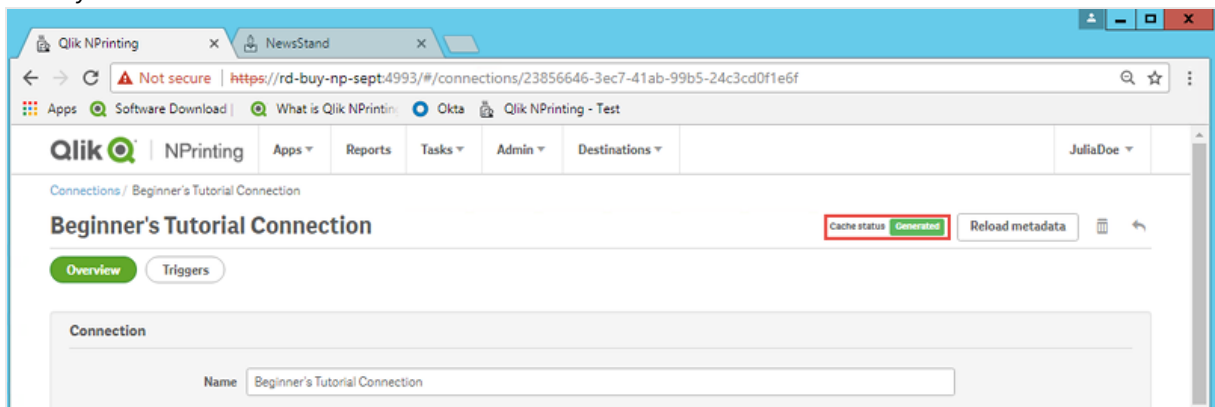 Qlik NPrinting NewsStand
Not secure | https://rd-buy-np-sept:4993/#/connections/23856646-3ec7-41ab-99b5-24c3cd0f1e6f
Apps Software Download | What is Qlik NPrinting Okta Qlik NPrinting - Test
Qlik NPrinting Apps Reports Tasks Admin Destinations JuliaDoe
Connections / Beginner's Tutorial Connection
Beginner's Tutorial Connection Cache status Generated Reload metadata
Overview Triggers
Connection
Name Beginner's Tutorial Connection